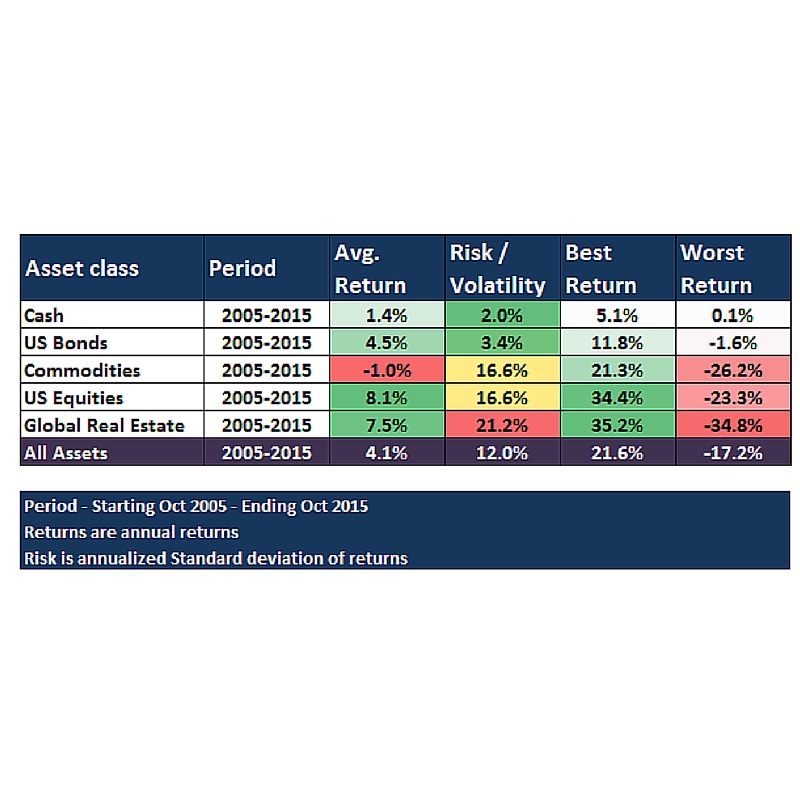 Asset class Period Avg. Return Risk / Volatility Best Return Worst Return
Cash 2005-2015 1.4% 2.0% 5.1% 0.1%
US Bonds 2005-2015 4.5% 3.4% 11.8% -1.6%
Commodities 2005-2015 -1.0% 16.6% 21.3% -26.2%
US Equities 2005-2015 8.1% 16.6% 34.4% -23.3%
Global Real Estate 2005-2015 7.5% 21.2% 35.2% -34.8%
All Assets 2005-2015 4.1% 12.0% 21.6% -17.2%
Period - Starting Oct 2005 - Ending Oct 2015
Returns are annual returns
Risk is annualized Standard deviation of returns